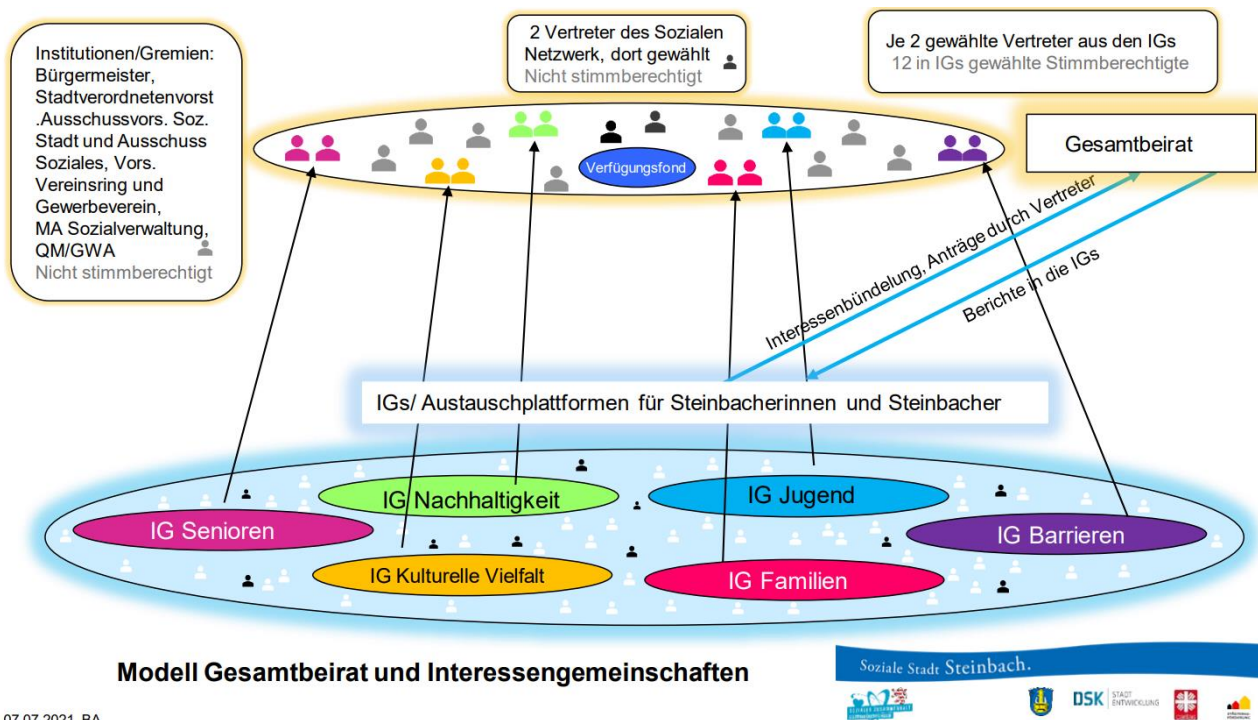 Institutionen/Gremien:
Bürgermeister,
Stadtverordnetenvorst
.Ausschussvors. Soz.
Stadt und Ausschuss
Soziales, Vors.
Vereinsring und
Gewerbeverein,
MA Sozialverwaltung,
QM/GWA
Nicht stimmberechtigt
2 Vertreter des Sozialen
Netzwerk, dort gewählt
Nicht stimmberechtigt
Je 2 gewählte Vertreter aus den IGs
12 in IGs gewählte Stimmberechtigte
Gesamtbeirat
Verfügungsfond
Interessenbündelung, Anträge durch Vertreter
Berichte in die IGs
IGs/ Austauschplattformen für Steinbacherinnen und Steinbacher
IG Nachhaltigkeit
IG Jugend
IG Senioren
IG Barrieren
IG Kulturelle Vielfalt
IG Familien
Modell Gesamtbeirat und Interessengemeinschaften
Soziale Stadt Steinbach.
DSK STADT
ENTWICKLUNG
07.07.2021 BA